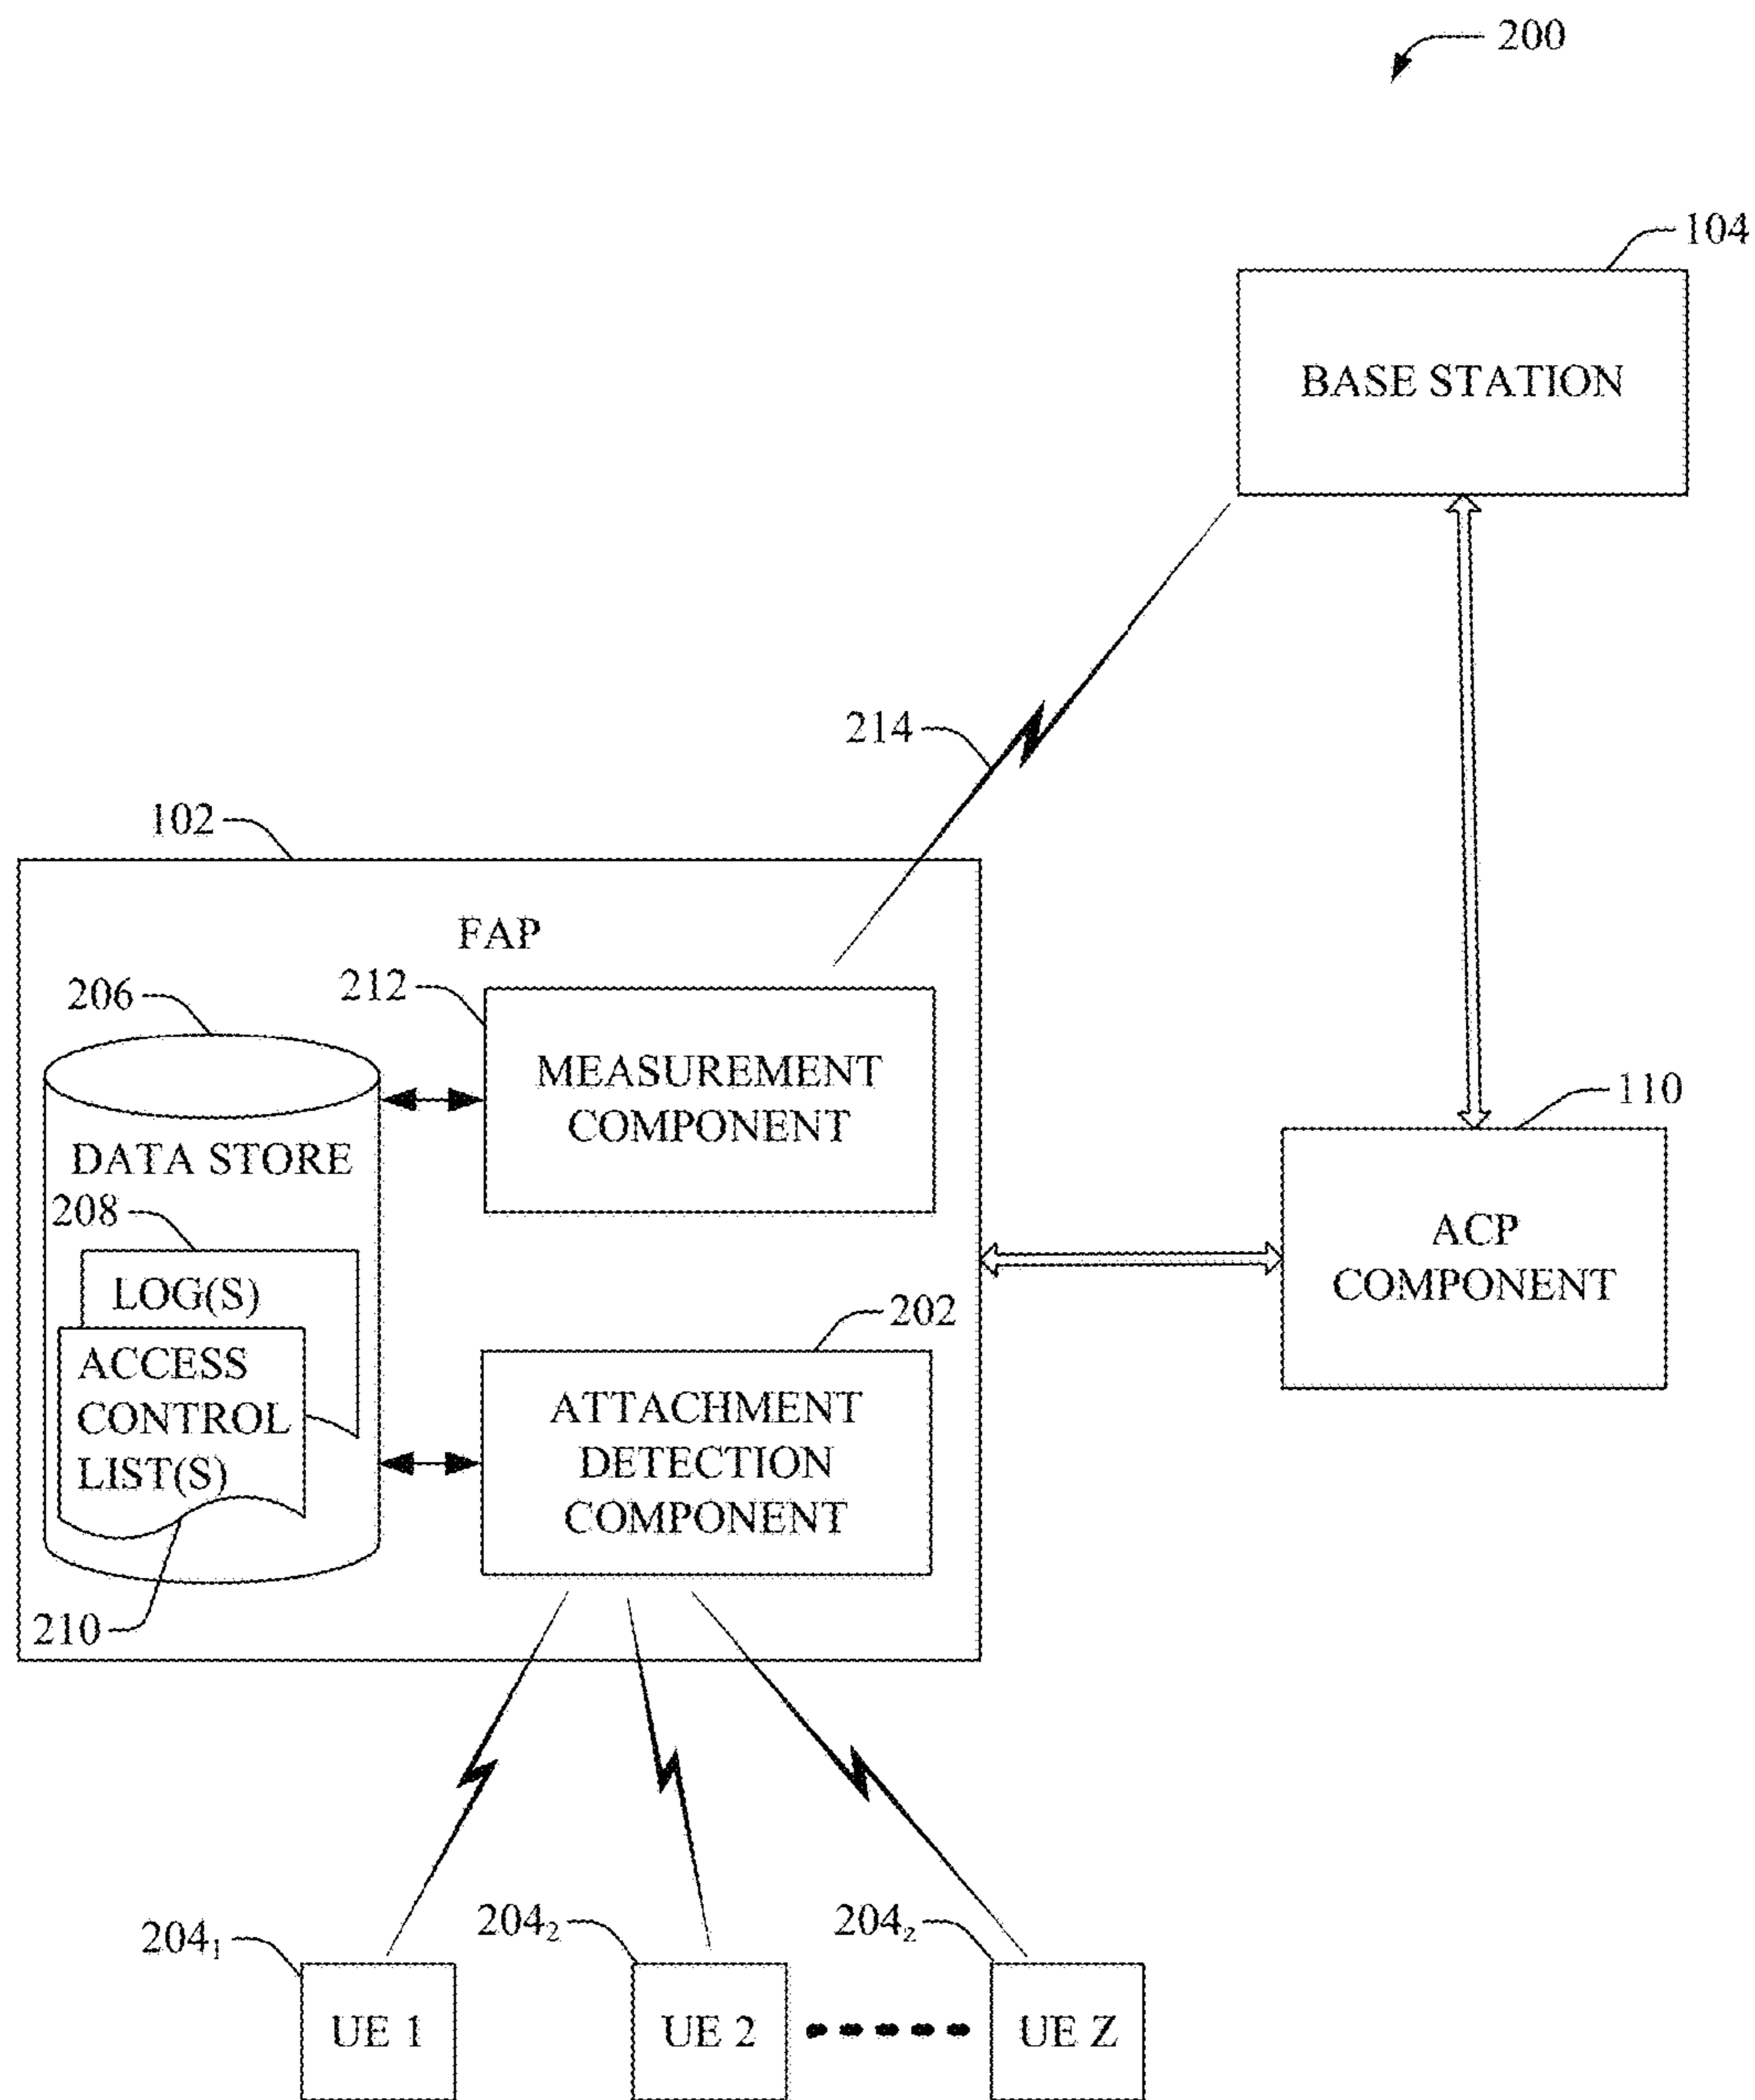 200
104
BASE STATION
214
102
FAP
206
212
MEASUREMENT
COMPONENT
DATA STORE
110
208
LOG(S)
ACP
COMPONENT
202
ACCESS
CONTROL
LIST(S)
ATTACHMENT
DETECTION
COMPONENT
210
204₁
204₂
204z
UE 1
UE 2
UE Z